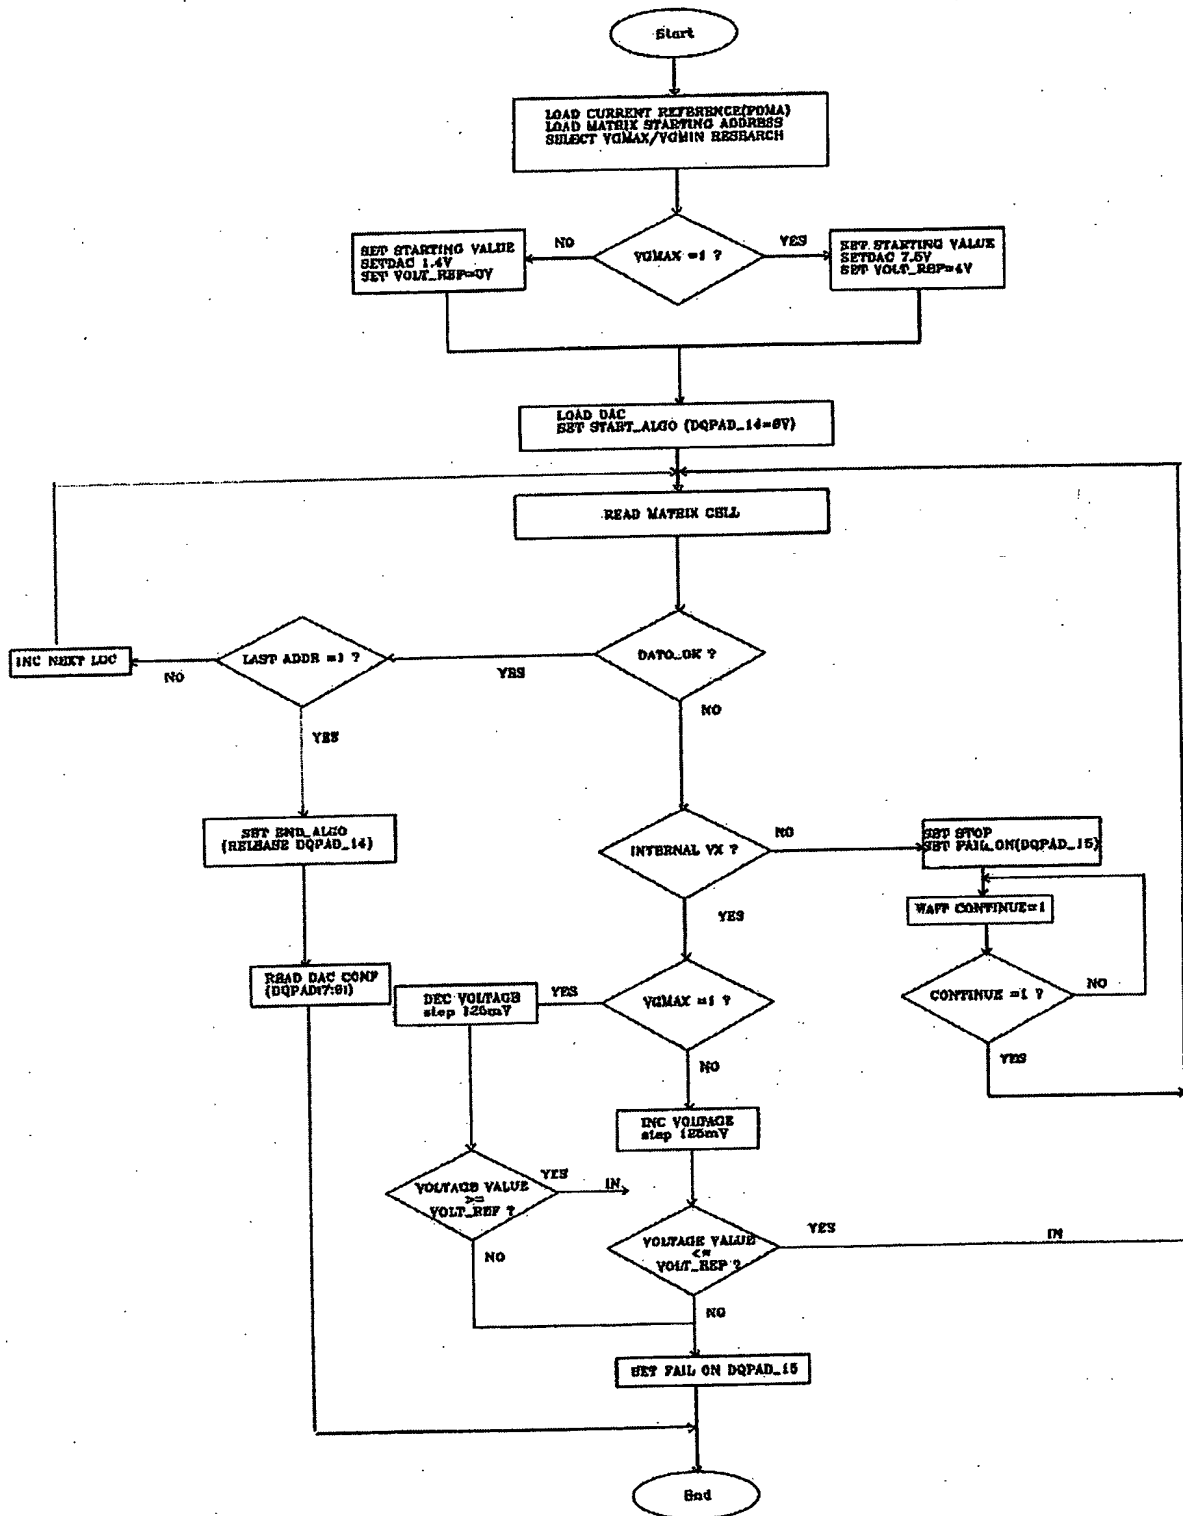 Start
LOAD CURRENT REFERENCE(PDMA)
LOAD MATRIX STARTING ADDRESS
SELECT VGMAX/VGMIN RESEARCH
VGMAX =1 ?
NO
YES
SET STARTING VALUE
SETDAC 1.4V
SET VOLT_REF=
SET STARTING VALUE
SETDAC 7.5V
SET VOLT_REF=4V
LOAD DAC
SET START_ALGO (DQPAD_14=0V)
READ MATRIX CELL
INC NEXT LOC
NO
LAST ADDR =1 ?
YES
DATO_OK ?
NO
YES
SET END_ALGO
(RELEASE DQPAD_14)
INTERNAL VX ?
NO
SET STOP
SET FAIL_ON(DQPAD_15)
WAIT CONTINUE=1
YES
READ DAC CONF
(DQPAD(7:0))
DEC VOLTAGE
step 125mV
YES
VGMAX =1 ?
CONTINUE =1 ?
NO
NO
YES
INC VOLTAGE
step 125mV
VOLTAGE VALUE
>=
VOLT_REF ?
YES
IN
NO
VOLTAGE VALUE
<=
VOLT_REF ?
YES
IN
NO
SET FAIL ON DQPAD_15
End